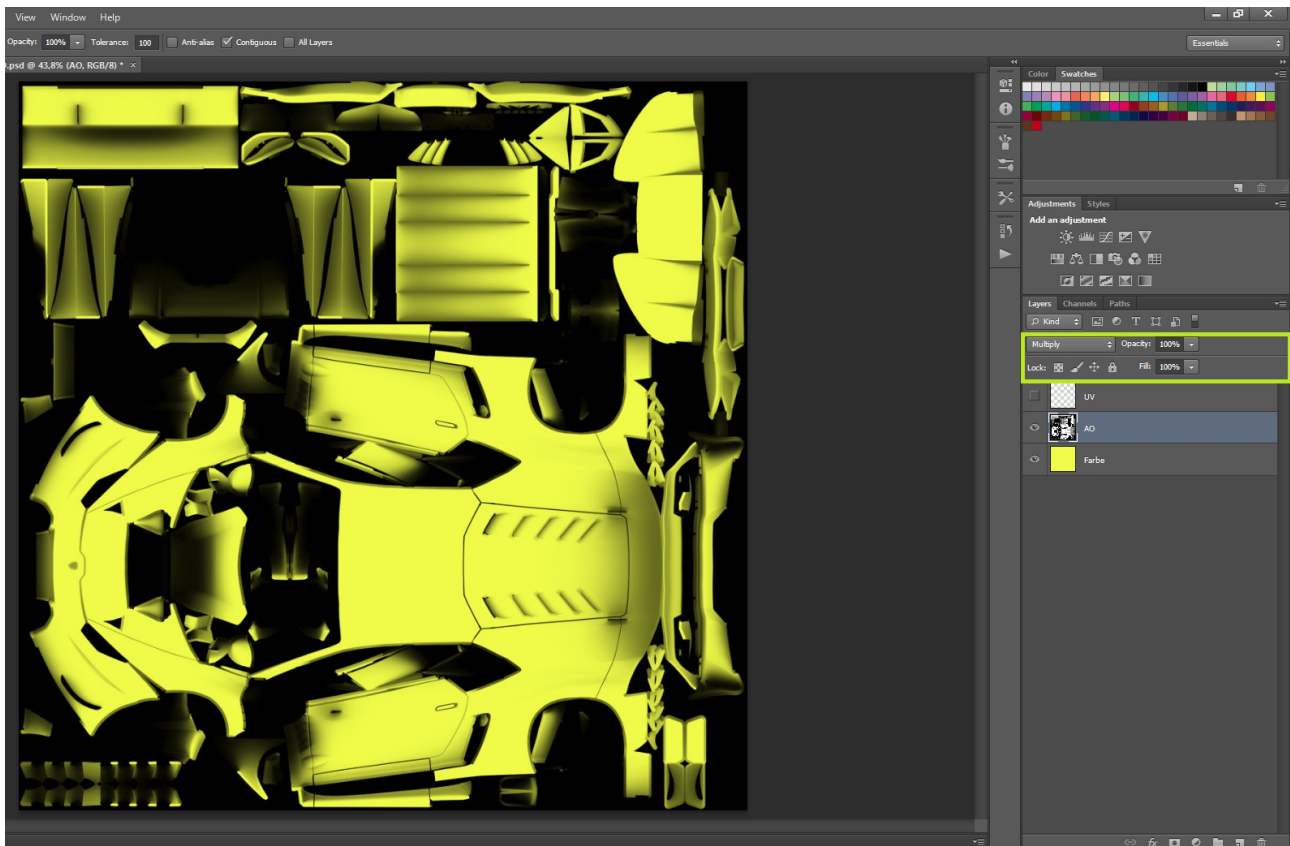 View Window Help
Opacity: 100% Tolerance: 100 Anti-alias Contiguous All Layers
Essentials
.psd @ 43,8% (AO, RGB/8) * ×
Color Swatches
Adjustments Styles
Add an adjustment
Layers Channels Paths
Kind
Multiply Opacity: 100%
Lock: Fill: 100%
UV
AO
Farbe
fx